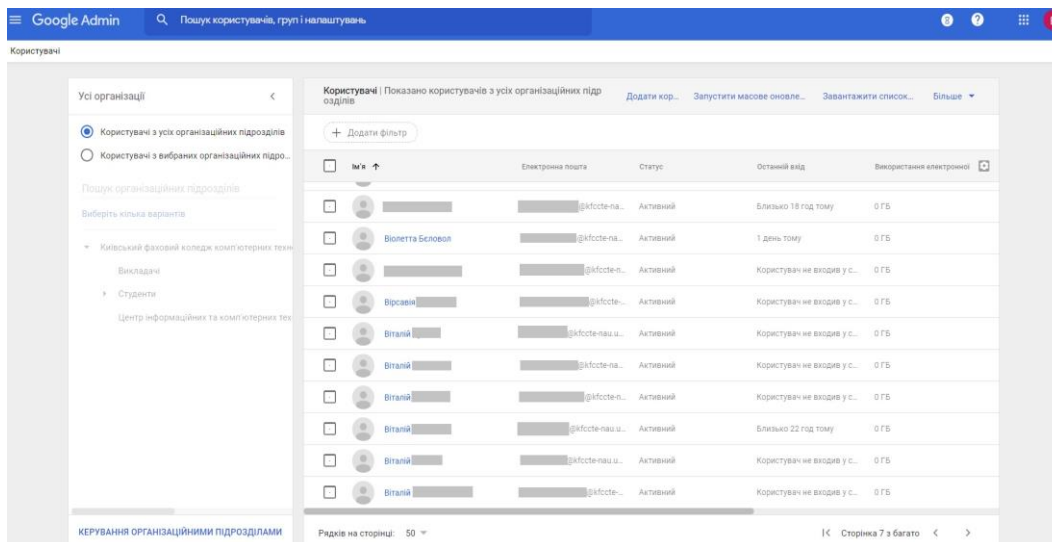 Google Admin
Пошук користувачів, груп і налаштувань
Користувачі
Усі організації
Користувачі з усіх організаційних підрозділів
Користувачі з вибраних організаційних підро...
Пошук організаційних підрозділів
Виберіть кілька варіантів
Київський фаховий коледж комп'ютерних техн
Викладачі
Студенти
Центр інформаційних та комп'ютерних тех
КЕРУВАННЯ ОРГАНІЗАЦІЙНИМИ ПІДРОЗДІЛАМИ
Користувачі | Показано користувачів з усіх організаційних підр
озділів
Додати кор... Запустити масове оновле... Завантажити список... Більше
+ Додати фільтр
Ім'я Електронна пошта Статус Останній вхід Використання електронної
@kfccte-na... Активний Близько 18 год тому 0 ГБ
Віолетта Бєловол @kfccte-na... Активний 1 день тому 0 ГБ
@kfccte-n... Активний Користувач не входив у с... 0 ГБ
Вірсавія @kfccte-... Активний Користувач не входив у с... 0 ГБ
Віталій @kfccte-nau.u... Активний Користувач не входив у с... 0 ГБ
Віталій @kfccte-na... Активний Користувач не входив у с... 0 ГБ
Віталій @kfccte-n... Активний Користувач не входив у с... 0 ГБ
Віталій @kfccte-nau.u... Активний Близько 22 год тому 0 ГБ
Віталій @kfccte-nau.u... Активний Користувач не входив у с... 0 ГБ
Віталій @kfccte-... Активний Користувач не входив у с... 0 ГБ
Рядків на сторінці: 50 Сторінка 7 з багато